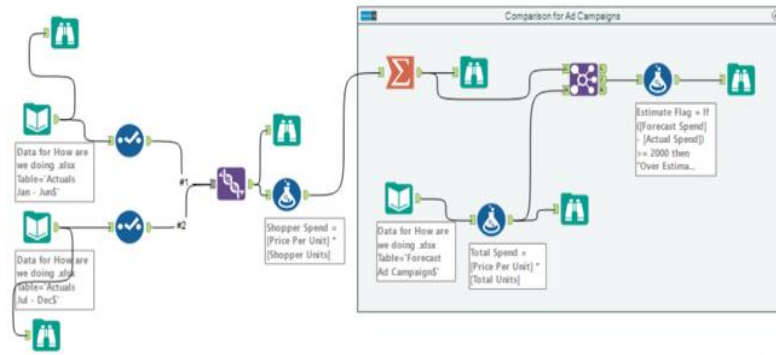 Comparison for Ad Campaigns
Data for How are
we doing .xlsx
Table='Actuals
Jan - Jun$'
#1
#2
Data for How are
we doing .xlsx
Table='Actuals
Jul - Dec$'
Shopper Spend =
[Price Per Unit] *
[Shopper Units]
Data for How are
we doing .xlsx
Table='Forecast
Ad Campaign$'
Total Spend =
[Price Per Unit] *
[Total Units]
Estimate Flag = If
([Forecast Spend]
- [Actual Spend])
>= 2000 then
"Over Estima...